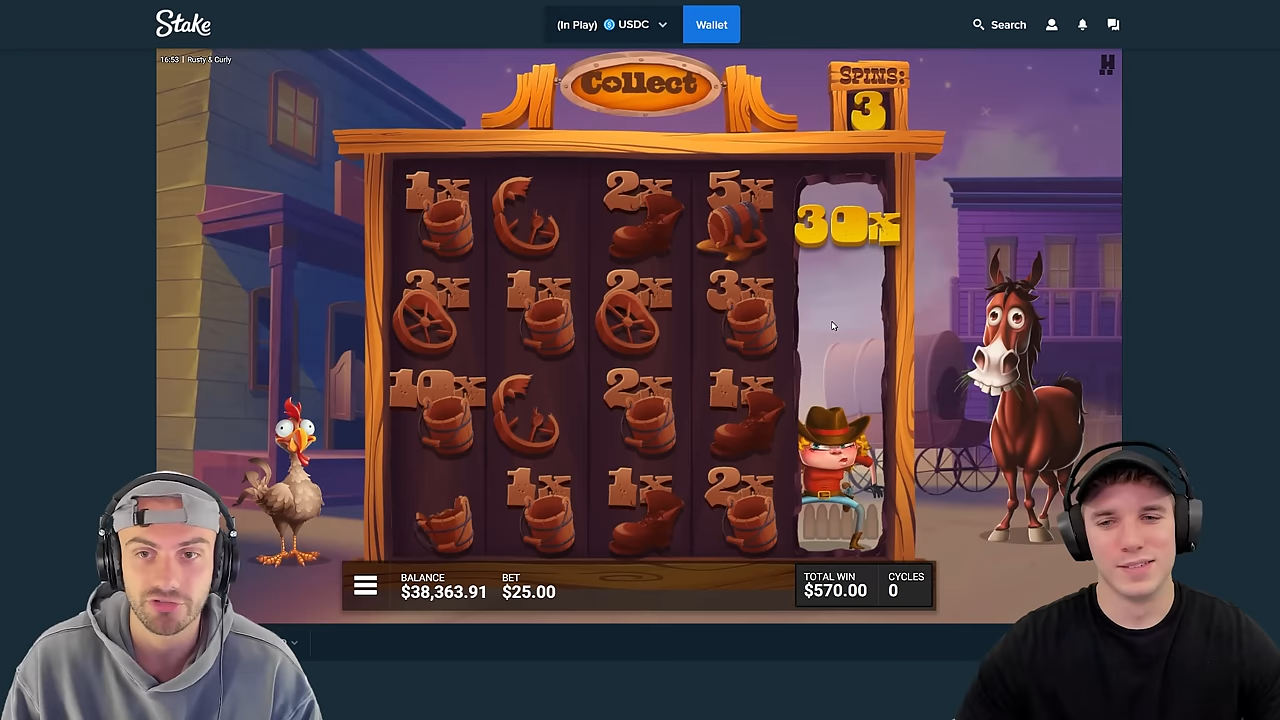 Stake
(In Play) USDC
Wallet
Search
16:53 | Rusty & Curly
Collect
SPINS:
3
1x
2x
5x
30x
3x
1x
2x
3x
10x
2x
1x
1x
1x
2x
BALANCE
$38,363.91
BET
$25.00
TOTAL WIN
$570.00
CYCLES
0